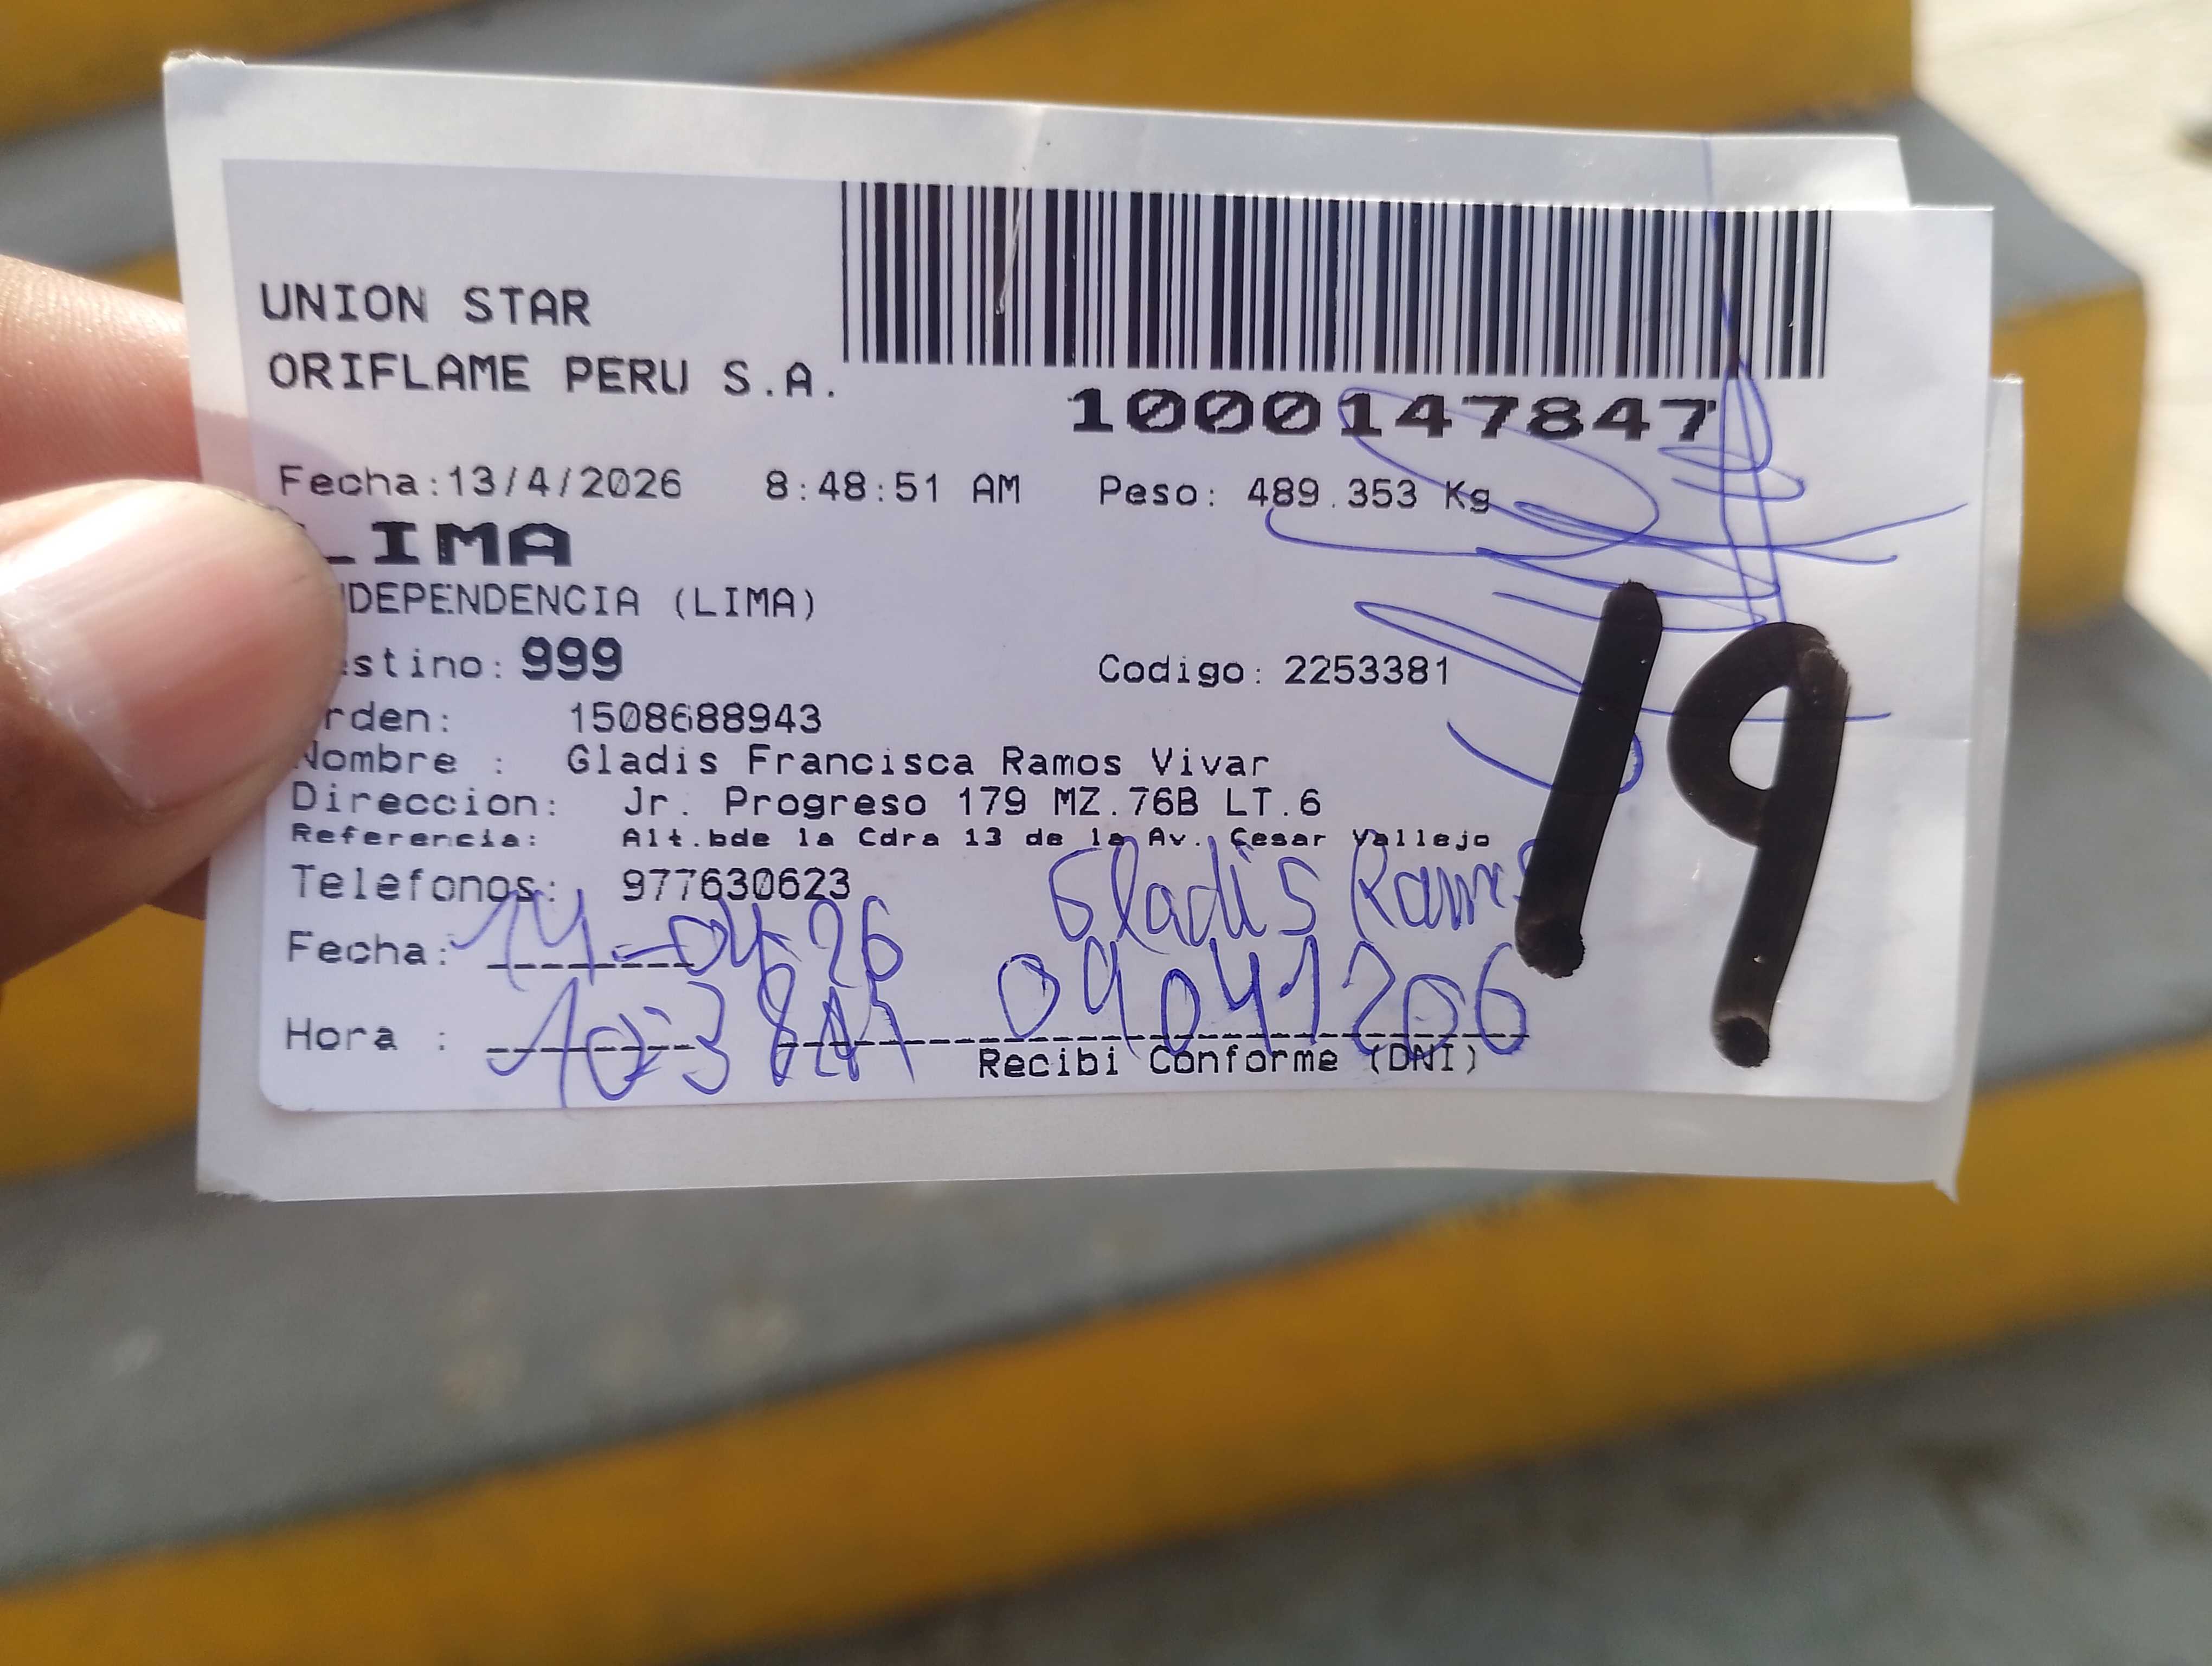 UNION STAR
ORIFLAME PERU S.A.
1000147847
Fecha:13/4/2026 8:48:51 AM Peso: 489.353 Kg
LIMA
NDEPENDENCIA (LIMA)
estino: 999 Codigo: 2253381
rden: 1508688943
Nombre : Gladis Francisca Ramos Vivar
Direccion: Jr. Progreso 179 MZ.76B LT.6
Referencia: Alt.bde la Cdra 13 de la Av. Cesar Vallejo
Telefonos: 977630623
Gladis Ramos
Fecha: 14-04-26
09041206
Hora : 10:38 AM
Recibi Conforme (DNI)
19